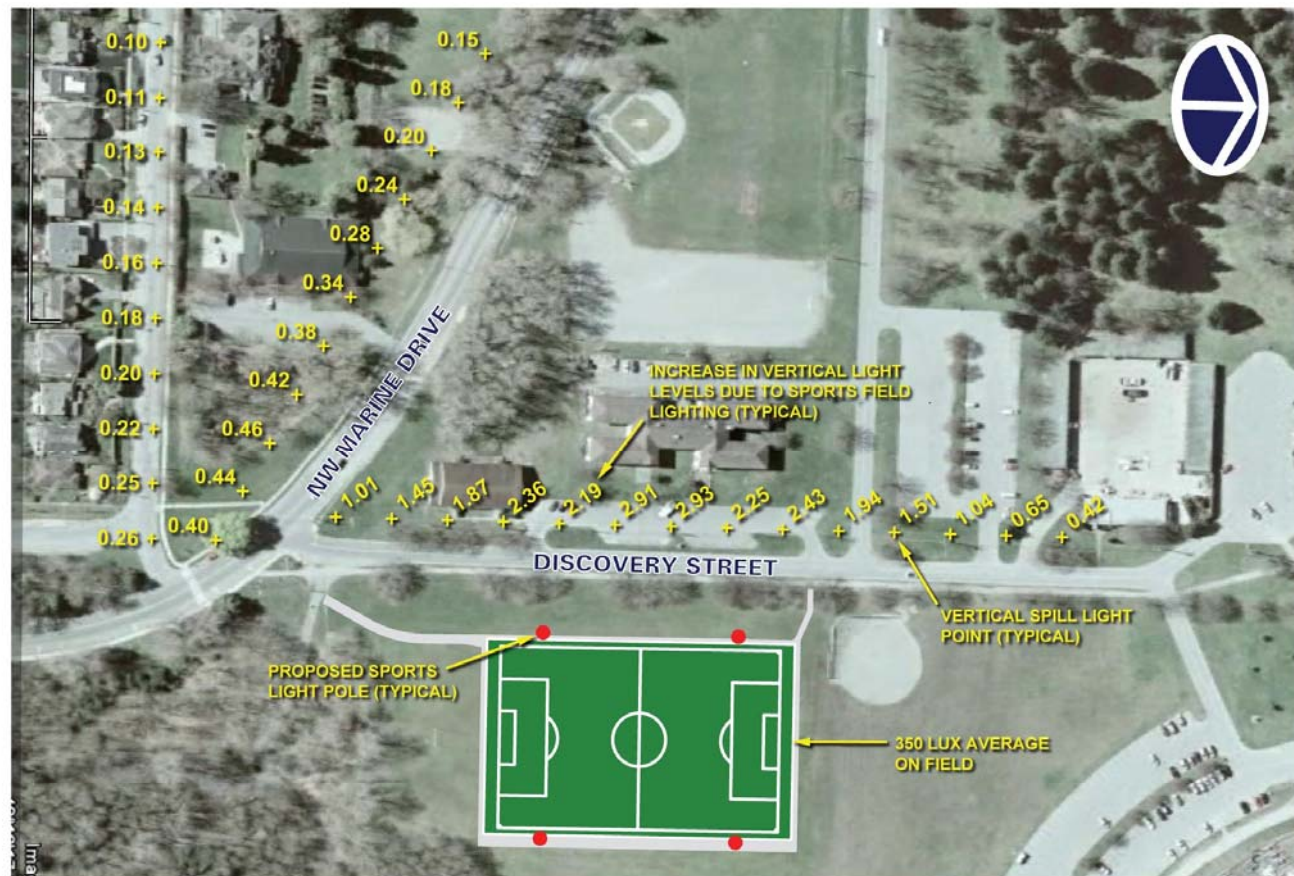 0.10
0.11
0.13
0.14
0.16
0.18
0.20
0.22
0.25
0.26
0.15
0.18
0.20
0.24
0.28
0.34
0.38
0.42
0.46
0.44
0.40
NW MARINE DRIVE
INCREASE IN VERTICAL LIGHT
LEVELS DUE TO SPORTS FIELD
LIGHTING (TYPICAL)
1.01
1.45
1.87
2.36
2.19
2.91
2.93
2.25
2.43
1.94
1.51
1.04
0.65
0.42
DISCOVERY STREET
VERTICAL SPILL LIGHT
POINT (TYPICAL)
PROPOSED SPORTS
LIGHT POLE (TYPICAL)
350 LUX AVERAGE
ON FIELD
Ima